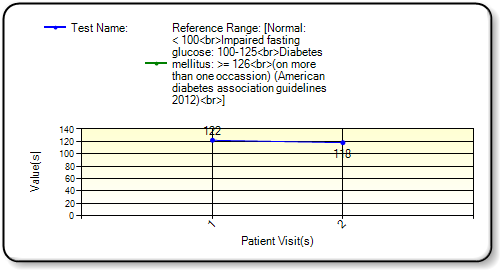 Test Name:
Reference Range: [Normal:
< 100<br>Impaired fasting
glucose: 100-125<br>Diabetes
mellitus: >= 126<br>(on more
than one occassion) (American
diabetes association guidelines
2012)<br>]
140
120
100
80
60
40
20
0
122
118
Value[s]
1
2
Patient Visit(s)